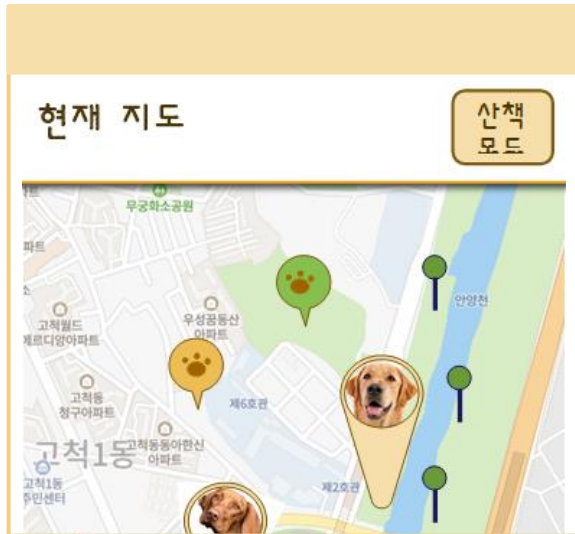 현재 지도
산책
모드
무궁화소공원
파트
안양천
고척월드
메르디앙아파트
우성꿈동산
아파트
고척동
청구아파트
제6호관
고척1동
고척동동아한신
아파트
고척1동
주민센터
제2호관